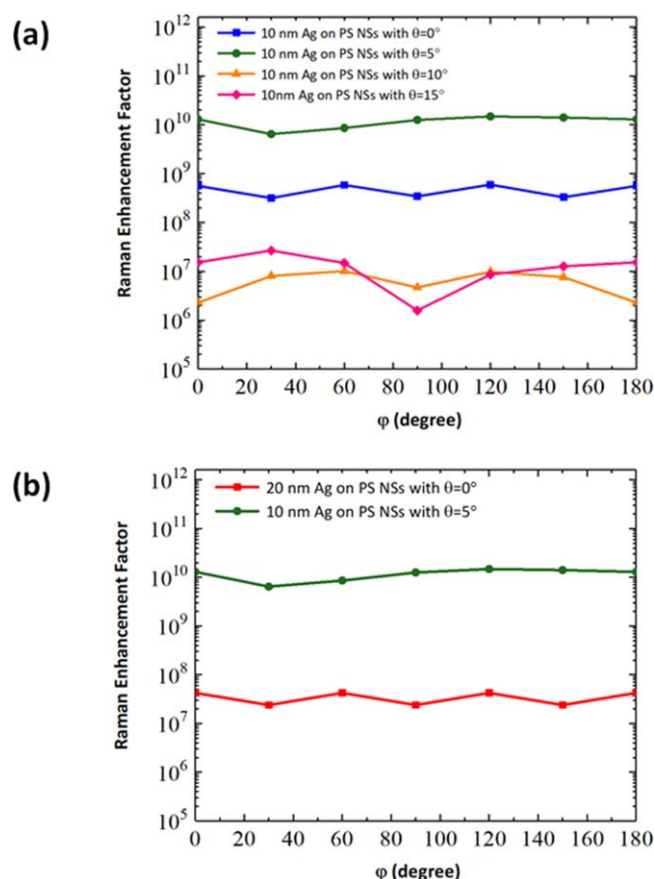 (a)
10 nm Ag on PS NSs with θ=0°
10 nm Ag on PS NSs with θ=5°
10 nm Ag on PS NSs with θ=10°
10nm Ag on PS NSs with θ=15°
Raman Enhancement Factor
10¹²
10¹¹
10¹⁰
10⁹
10⁸
10⁷
10⁶
10⁵
0 20 40 60 80 100 120 140 160 180
φ (degree)
(b)
20 nm Ag on PS NSs with θ=0°
10 nm Ag on PS NSs with θ=5°
Raman Enhancement Factor
10¹²
10¹¹
10¹⁰
10⁹
10⁸
10⁷
10⁶
10⁵
0 20 40 60 80 100 120 140 160 180
φ (degree)